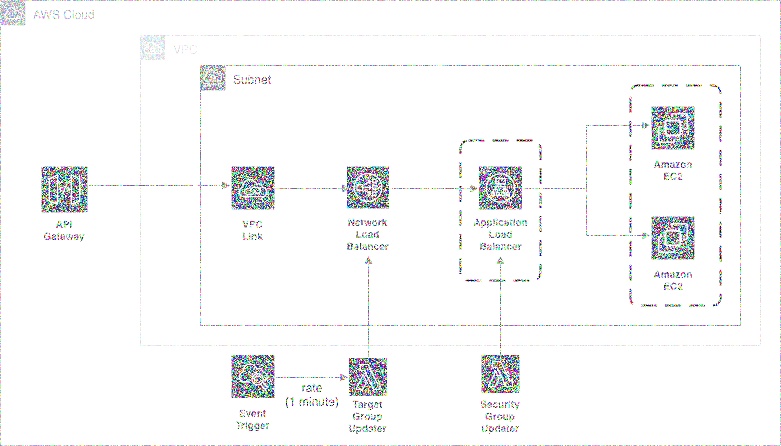 AWS Cloud
VPC
Subnet
Amazon
EC2
API
Gateway
VPC
Link
Network
Load
Balancer
Application
Load
Balancer
Amazon
EC2
Event
Trigger
rate
(1 minute)
Target
Group
Updater
Security
Group
Updater